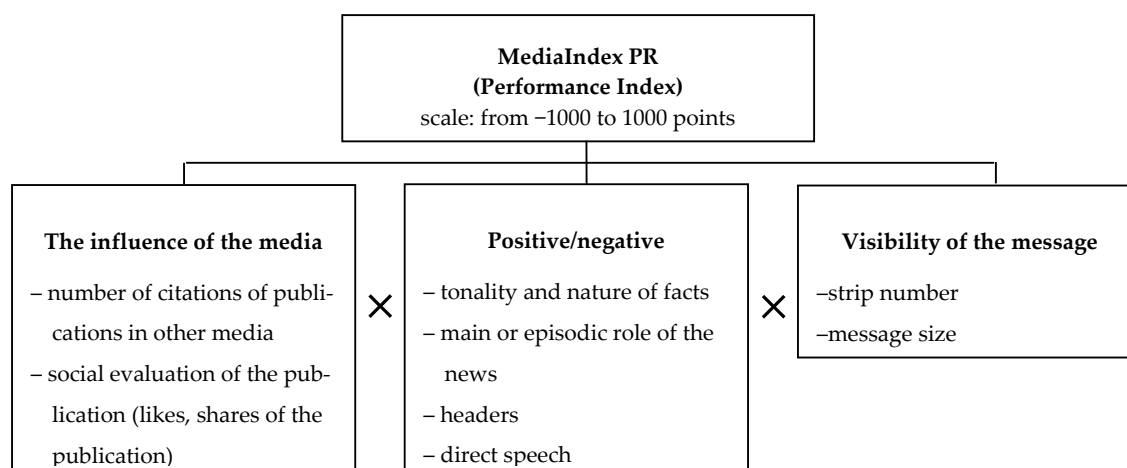 MediaIndex PR
(Performance Index)
scale: from −1000 to 1000 points
The influence of the media
– number of citations of publi-
cations in other media
– social evaluation of the pub-
lication (likes, shares of the
publication)
×
Positive/negative
– tonality and nature of facts
– main or episodic role of the
news
– headers
– direct speech
×
Visibility of the message
–strip number
–message size